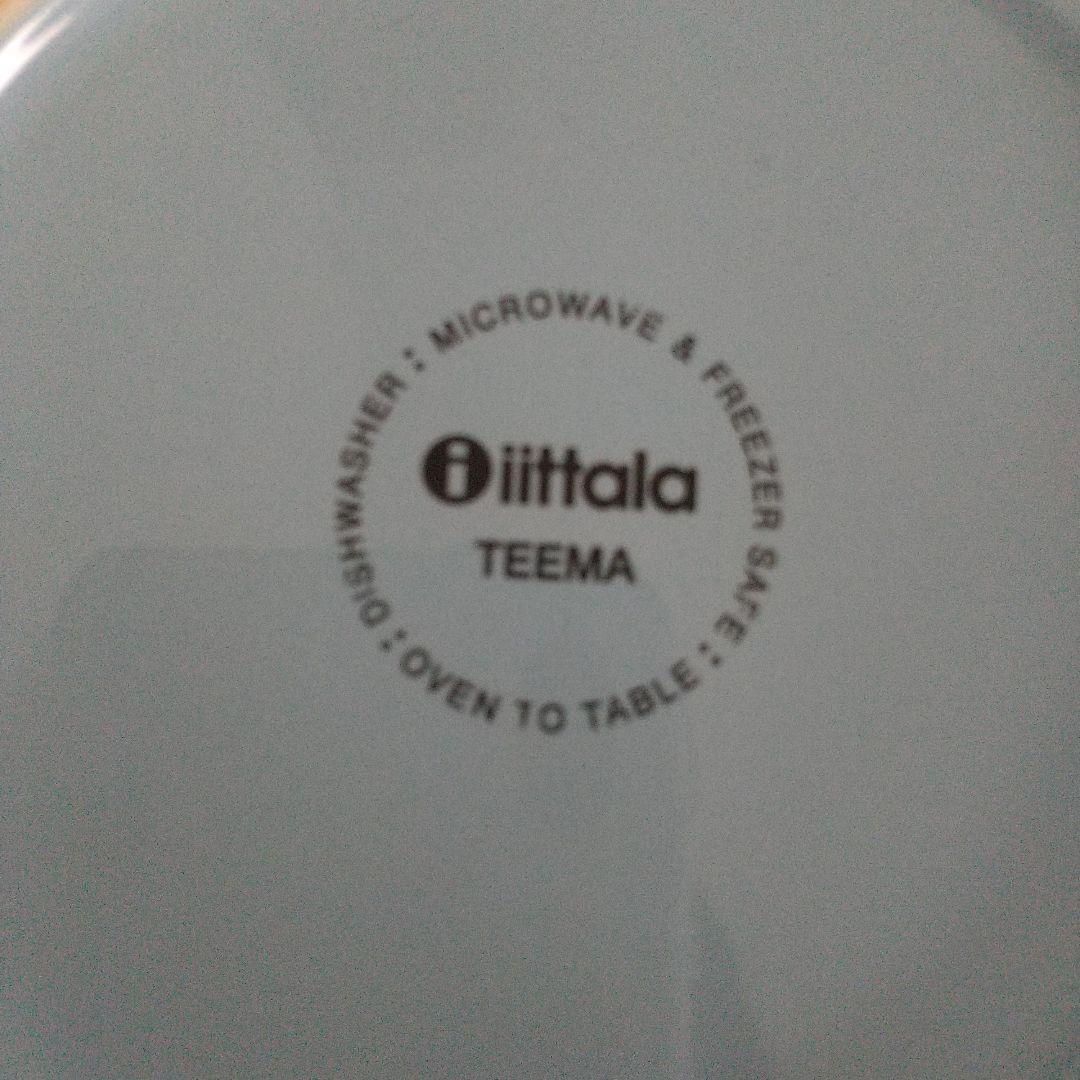 DISHWASHER : MICROWAVE & FREEZER SAFE : OVEN TO TABLE :
i iittala
TEEMA